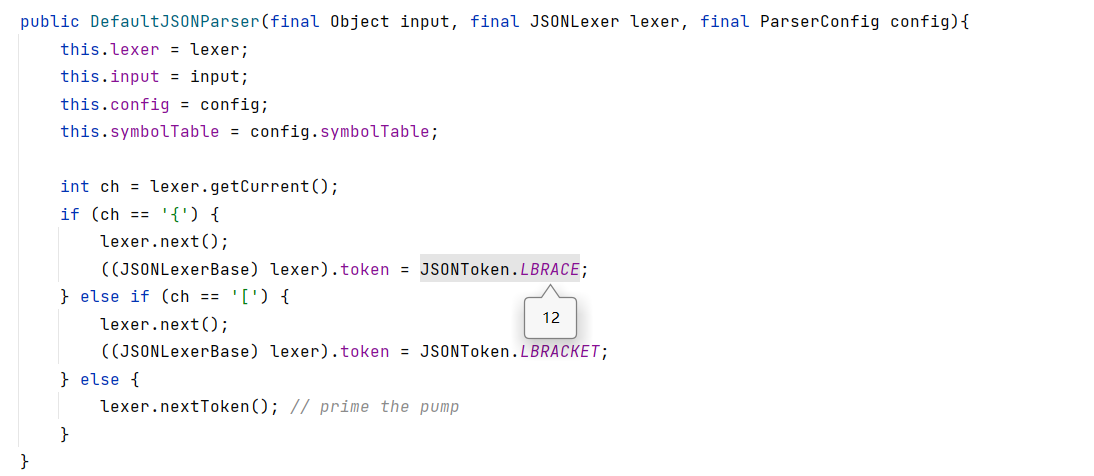 public DefaultJSONParser(final Object input, final JSONLexer lexer, final ParserConfig config){
    this.lexer = lexer;
    this.input = input;
    this.config = config;
    this.symbolTable = config.symbolTable;

    int ch = lexer.getCurrent();
    if (ch == '{') {
        lexer.next();
        ((JSONLexerBase) lexer).token = JSONToken.LBRACE;
    } else if (ch == '[') {
12
        lexer.next();
        ((JSONLexerBase) lexer).token = JSONToken.LBRACKET;
    } else {
        lexer.nextToken(); // prime the pump
    }
}